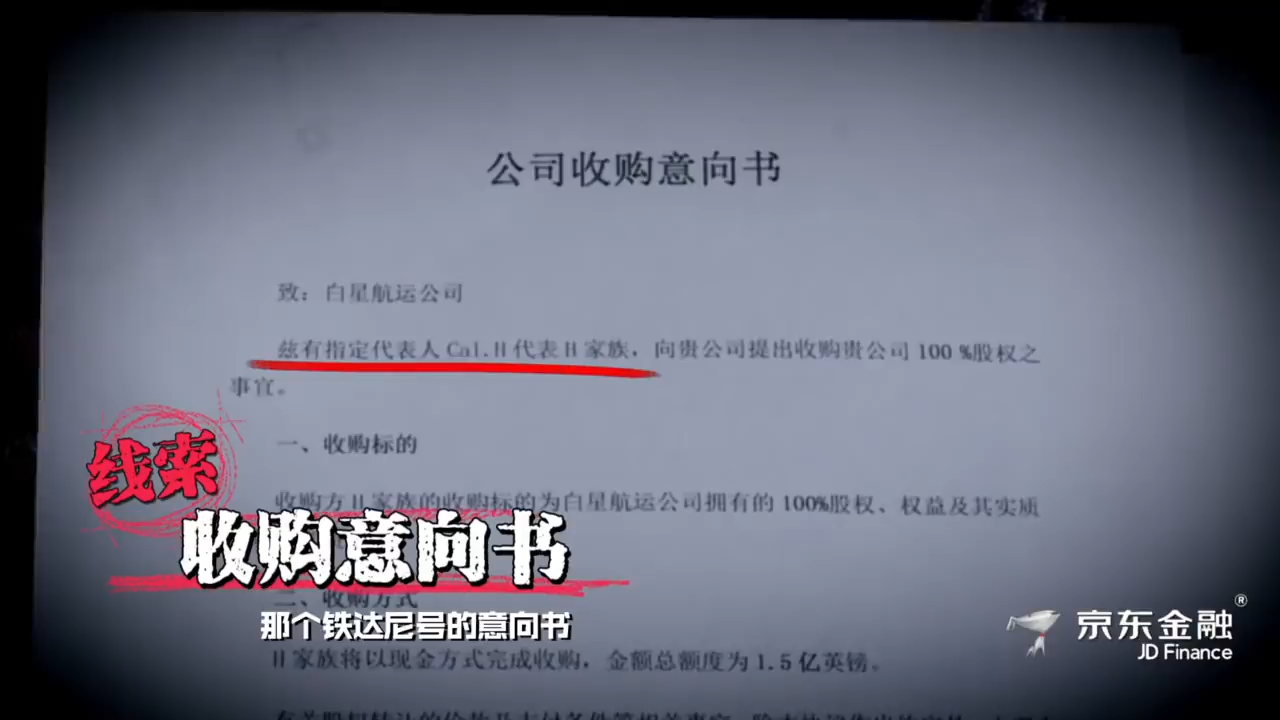 公司收购意向书
致：白星航运公司
兹有指定代表人 Cal.H 代表 H 家族，向贵公司提出收购贵公司 100 %股权之
事宜。
一、收购标的
收购方 H 家族的收购标的为白星航运公司拥有的 100%股权、权益及其实质
线索
收购意向书
二、收购方式
那个铁达尼号的意向书
H 家族将以现金方式完成收购，金额总额度为 1.5 亿英镑。
京东金融®
JD Finance